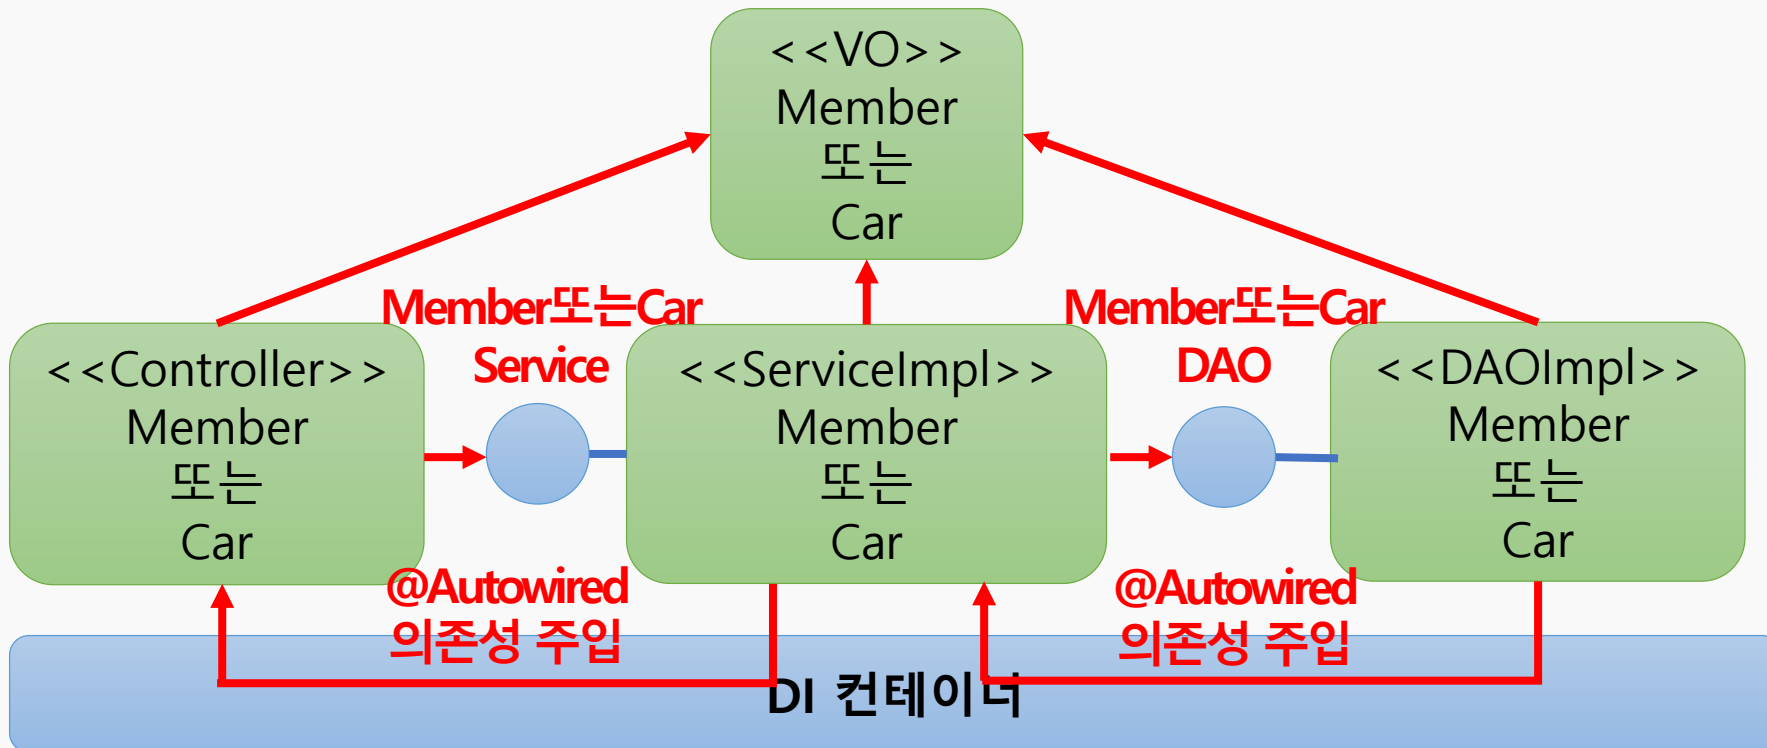 <<VO>>
Member
또는
Car
Member또는Car
Service
Member또는Car
DAO
<<Controller>>
Member
또는
Car
<<ServiceImpl>>
Member
또는
Car
<<DAOImpl>>
Member
또는
Car
@Autowired
의존성 주입
@Autowired
의존성 주입
DI 컨테이너